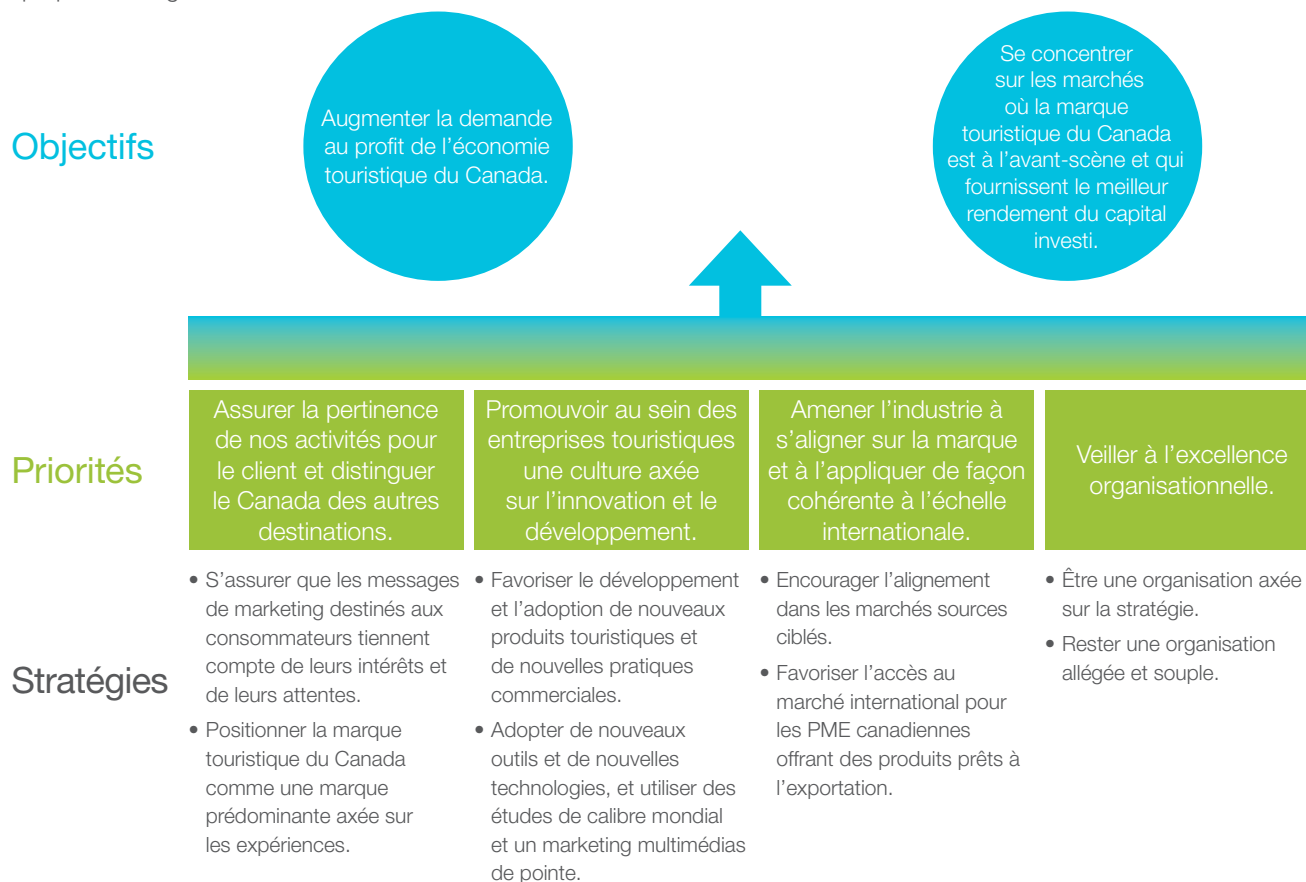 Objectifs
Augmenter la demande
au profit de l’économie
touristique du Canada.
Se concentrer
sur les marchés
où la marque
touristique du Canada
est à l’avant-scène et qui
fournissent le meilleur
rendement du capital
investi.
Priorités
Assurer la pertinence
de nos activités pour
le client et distinguer
le Canada des autres
destinations.
Promouvoir au sein des
entreprises touristiques
une culture axée
sur l’innovation et le
développement.
Amener l’industrie à
s’aligner sur la marque
et à l’appliquer de façon
cohérente à l’échelle
internationale.
Veiller à l’excellence
organisationnelle.
Stratégies
• S’assurer que les messages
de marketing destinés aux
consommateurs tiennent
compte de leurs intérêts et
de leurs attentes.
• Positionner la marque
touristique du Canada
comme une marque
prédominante axée sur
les expériences.
• Favoriser le développement
et l’adoption de nouveaux
produits touristiques et
de nouvelles pratiques
commerciales.
• Adopter de nouveaux
outils et de nouvelles
technologies, et utiliser des
études de calibre mondial
et un marketing multimédias
de pointe.
• Encourager l’alignement
dans les marchés sources
ciblés.
• Favoriser l’accès au
marché international pour
les PME canadiennes
offrant des produits prêts à
l’exportation.
• Être une organisation axée
sur la stratégie.
• Rester une organisation
allégée et souple.